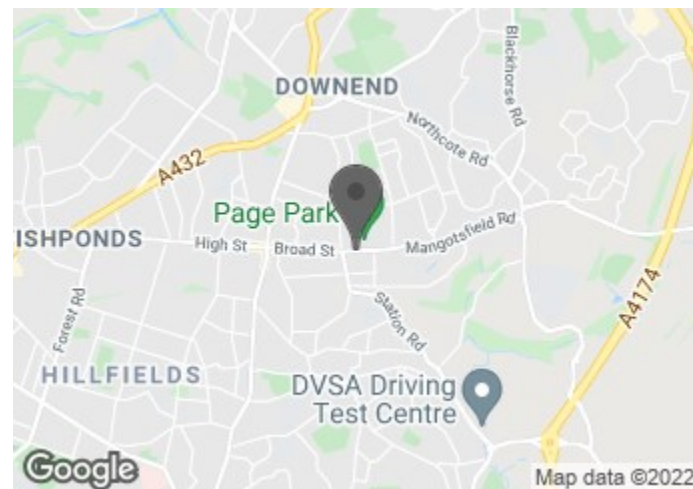 DOWNEND
Blackhorse Rd
Northcote Rd
A432
Page Park
ISHPONDS
High St
Broad St
Mangotsfield Rd
Forest Rd
Station Rd
A4174
HILLFIELDS
DVSA Driving
Test Centre
Google
Map data ©2022